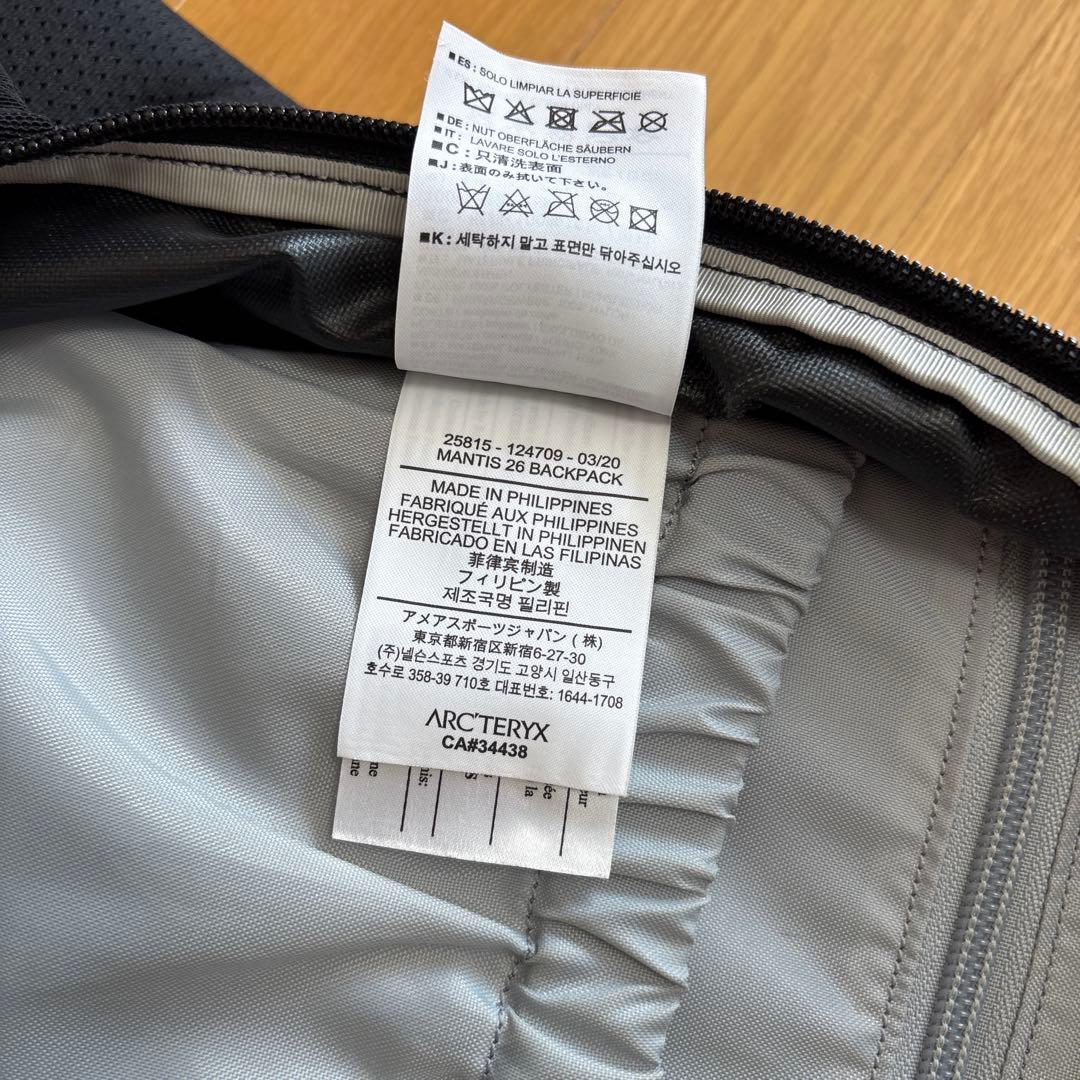 ■ES : SOLO LIMPIAR LA SUPERFICIE
■DE : NUT OBERFLÄCHE SÄUBERN
■IT : LAVARE SOLO L'ESTERNO
■C : 只清洗表面
■J : 表面のみ拭いて下さい。
■K : 세탁하지 말고 표면만 닦아주십시오
25815 - 124709 - 03/20
MANTIS 26 BACKPACK
MADE IN PHILIPPINES
FABRIQUÉ AUX PHILIPPINES
HERGESTELLT IN PHILIPPINEN
FABRICADO EN LAS FILIPINAS
菲律宾制造
フィリピン製
제조국명 필리핀
アメアスポーツジャパン (株)
東京都新宿区新宿6-27-30
(주)넬슨스포츠 경기도 고양시 일산동구
호수로 358-39 710호 대표번호: 1644-1708
ARC'TERYX
CA#34438